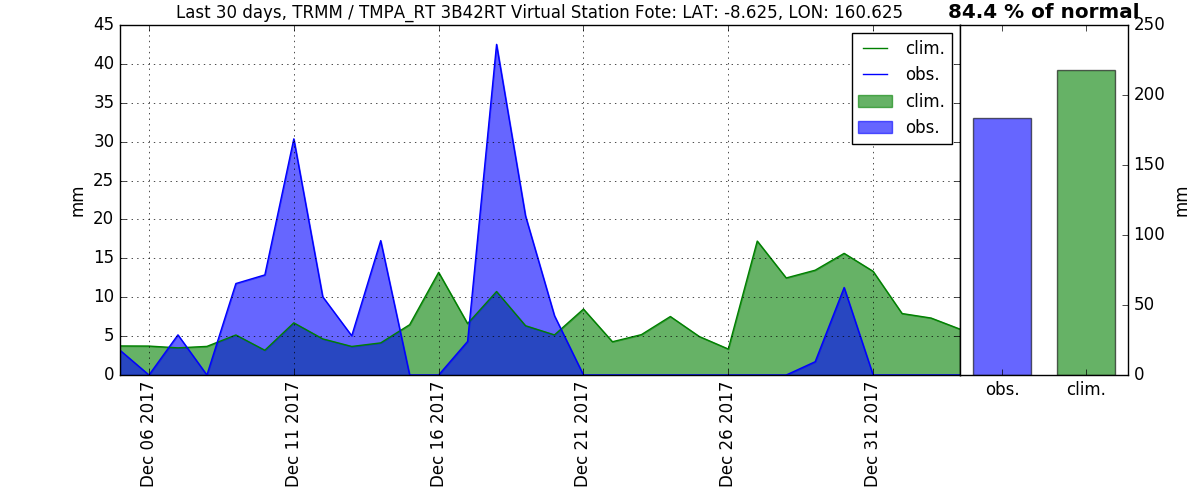 Last 30 days, TRMM / TMPA_RT 3B42RT Virtual Station Fote: LAT: -8.625, LON: 160.625
84.4 % of normal
45
40
35
30
25
20
15
10
5
0
mm
clim.
obs.
clim.
obs.
Dec 06 2017
Dec 11 2017
Dec 16 2017
Dec 21 2017
Dec 26 2017
Dec 31 2017
250
200
150
100
50
0
mm
obs.
clim.